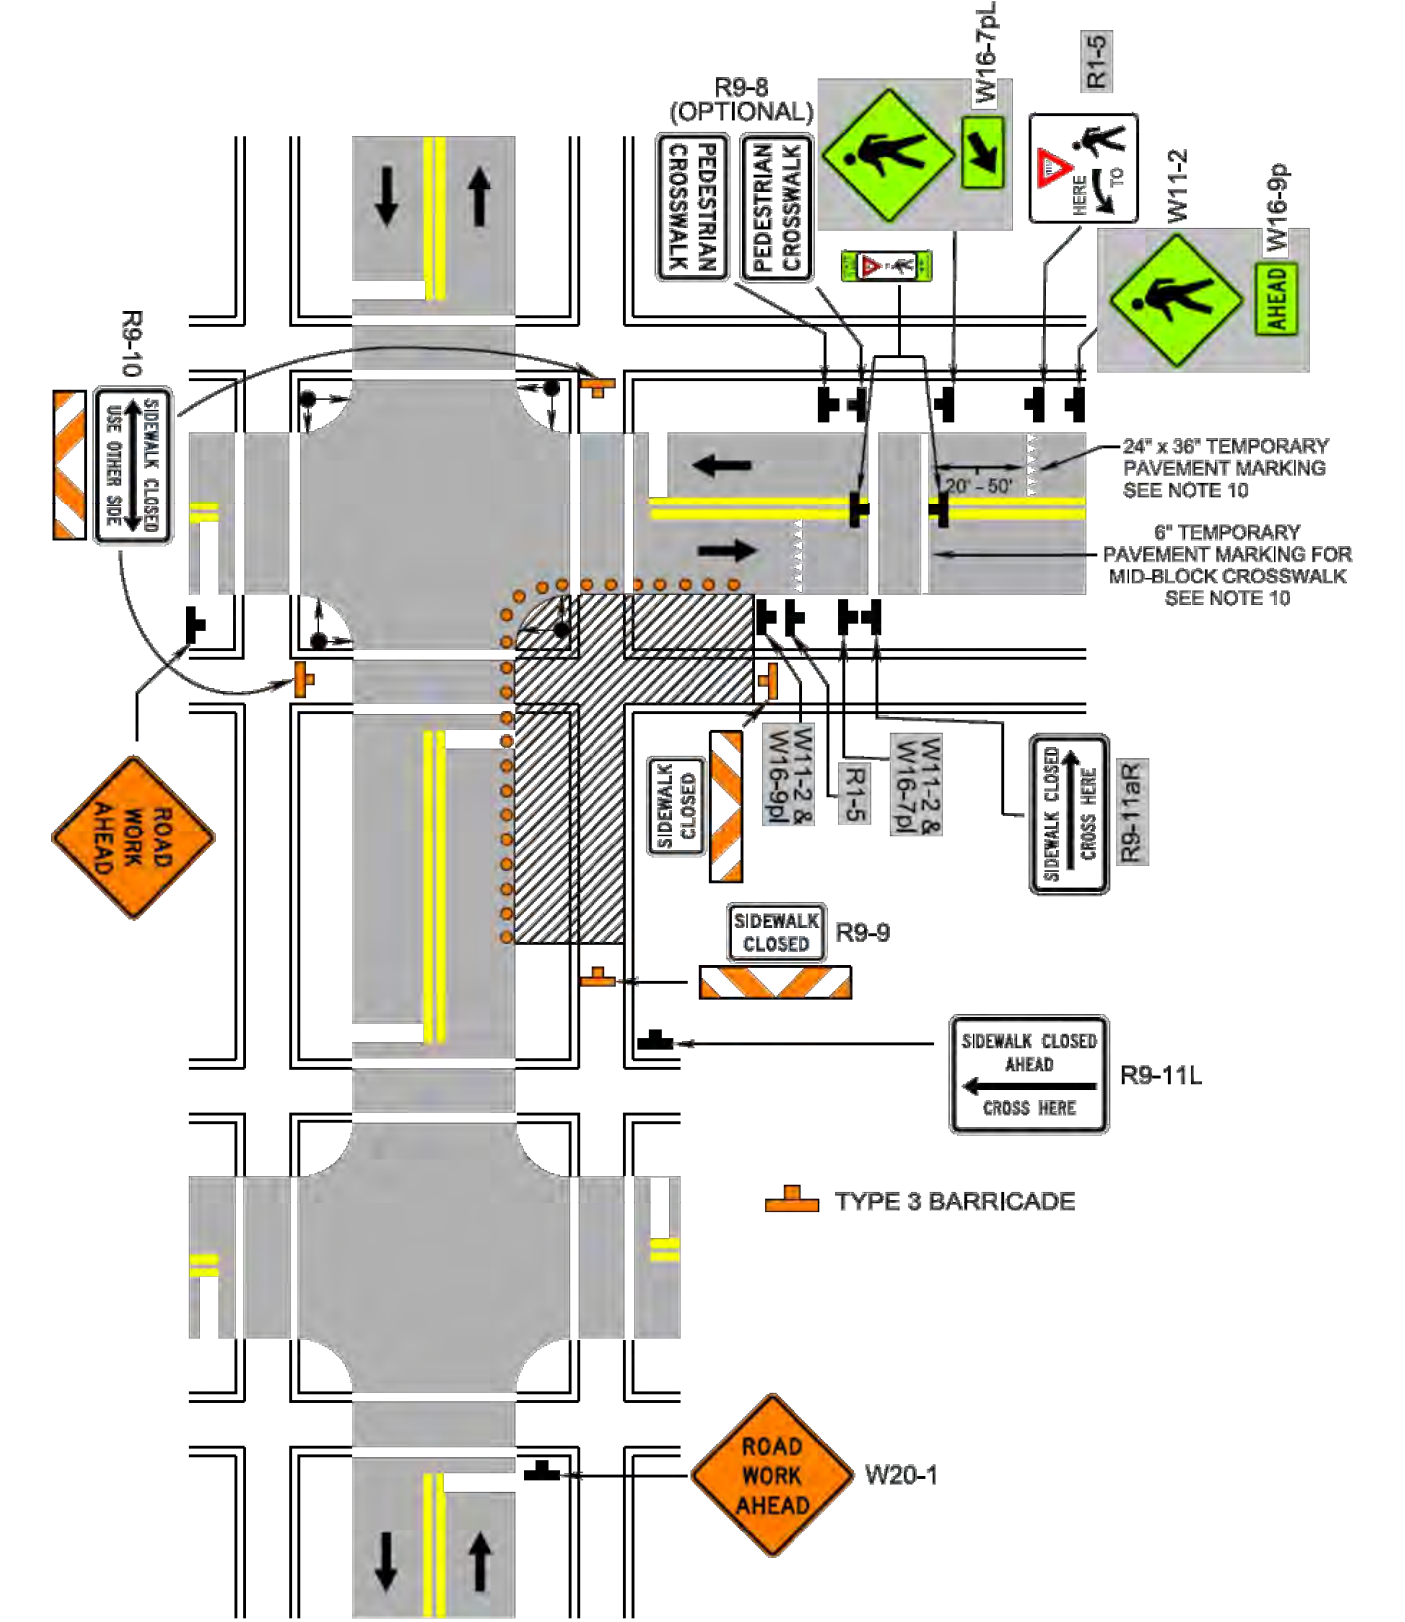 W16-7pL
R1-5
R9-8
(OPTIONAL)
PEDESTRIAN
CROSSWALK
PEDESTRIAN
CROSSWALK
HERE
TO
W11-2
W16-9p
AHEAD
R9-10
SIDEWALK CLOSED
USE OTHER SIDE
24" x 36" TEMPORARY
PAVEMENT MARKING
SEE NOTE 10
20' – 50'
6" TEMPORARY
PAVEMENT MARKING FOR
MID-BLOCK CROSSWALK
SEE NOTE 10
ROAD
WORK
AHEAD
SIDEWALK
CLOSED
W11-2 &
W16-9pl
R1-5
W11-2 &
W16-7pl
SIDEWALK CLOSED
CROSS HERE
R9-11aR
SIDEWALK
CLOSED
R9-9
SIDEWALK CLOSED
AHEAD
CROSS HERE
R9-11L
TYPE 3 BARRICADE
ROAD
WORK
AHEAD
W20-1